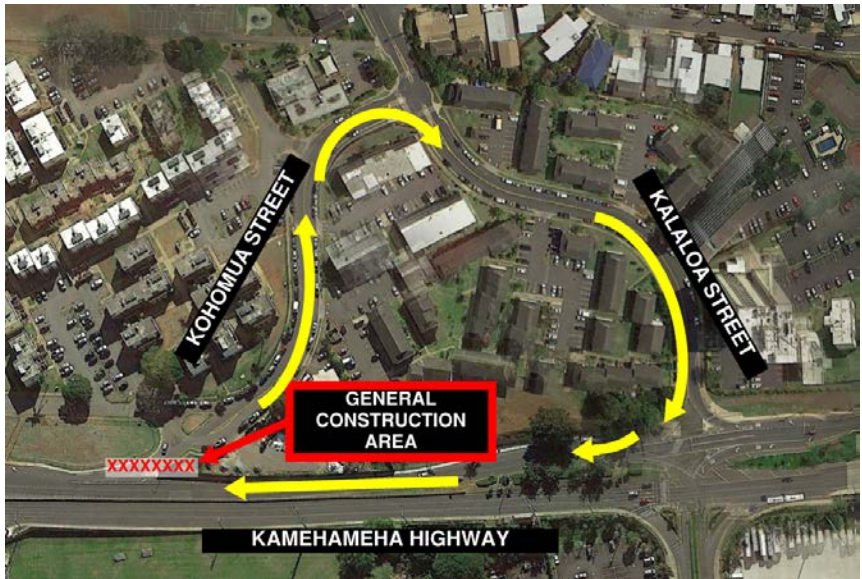 KOHOMUA STREET
KALALOA STREET
GENERAL
CONSTRUCTION
AREA
XXXXXXXX
KAMEHAMEHA HIGHWAY